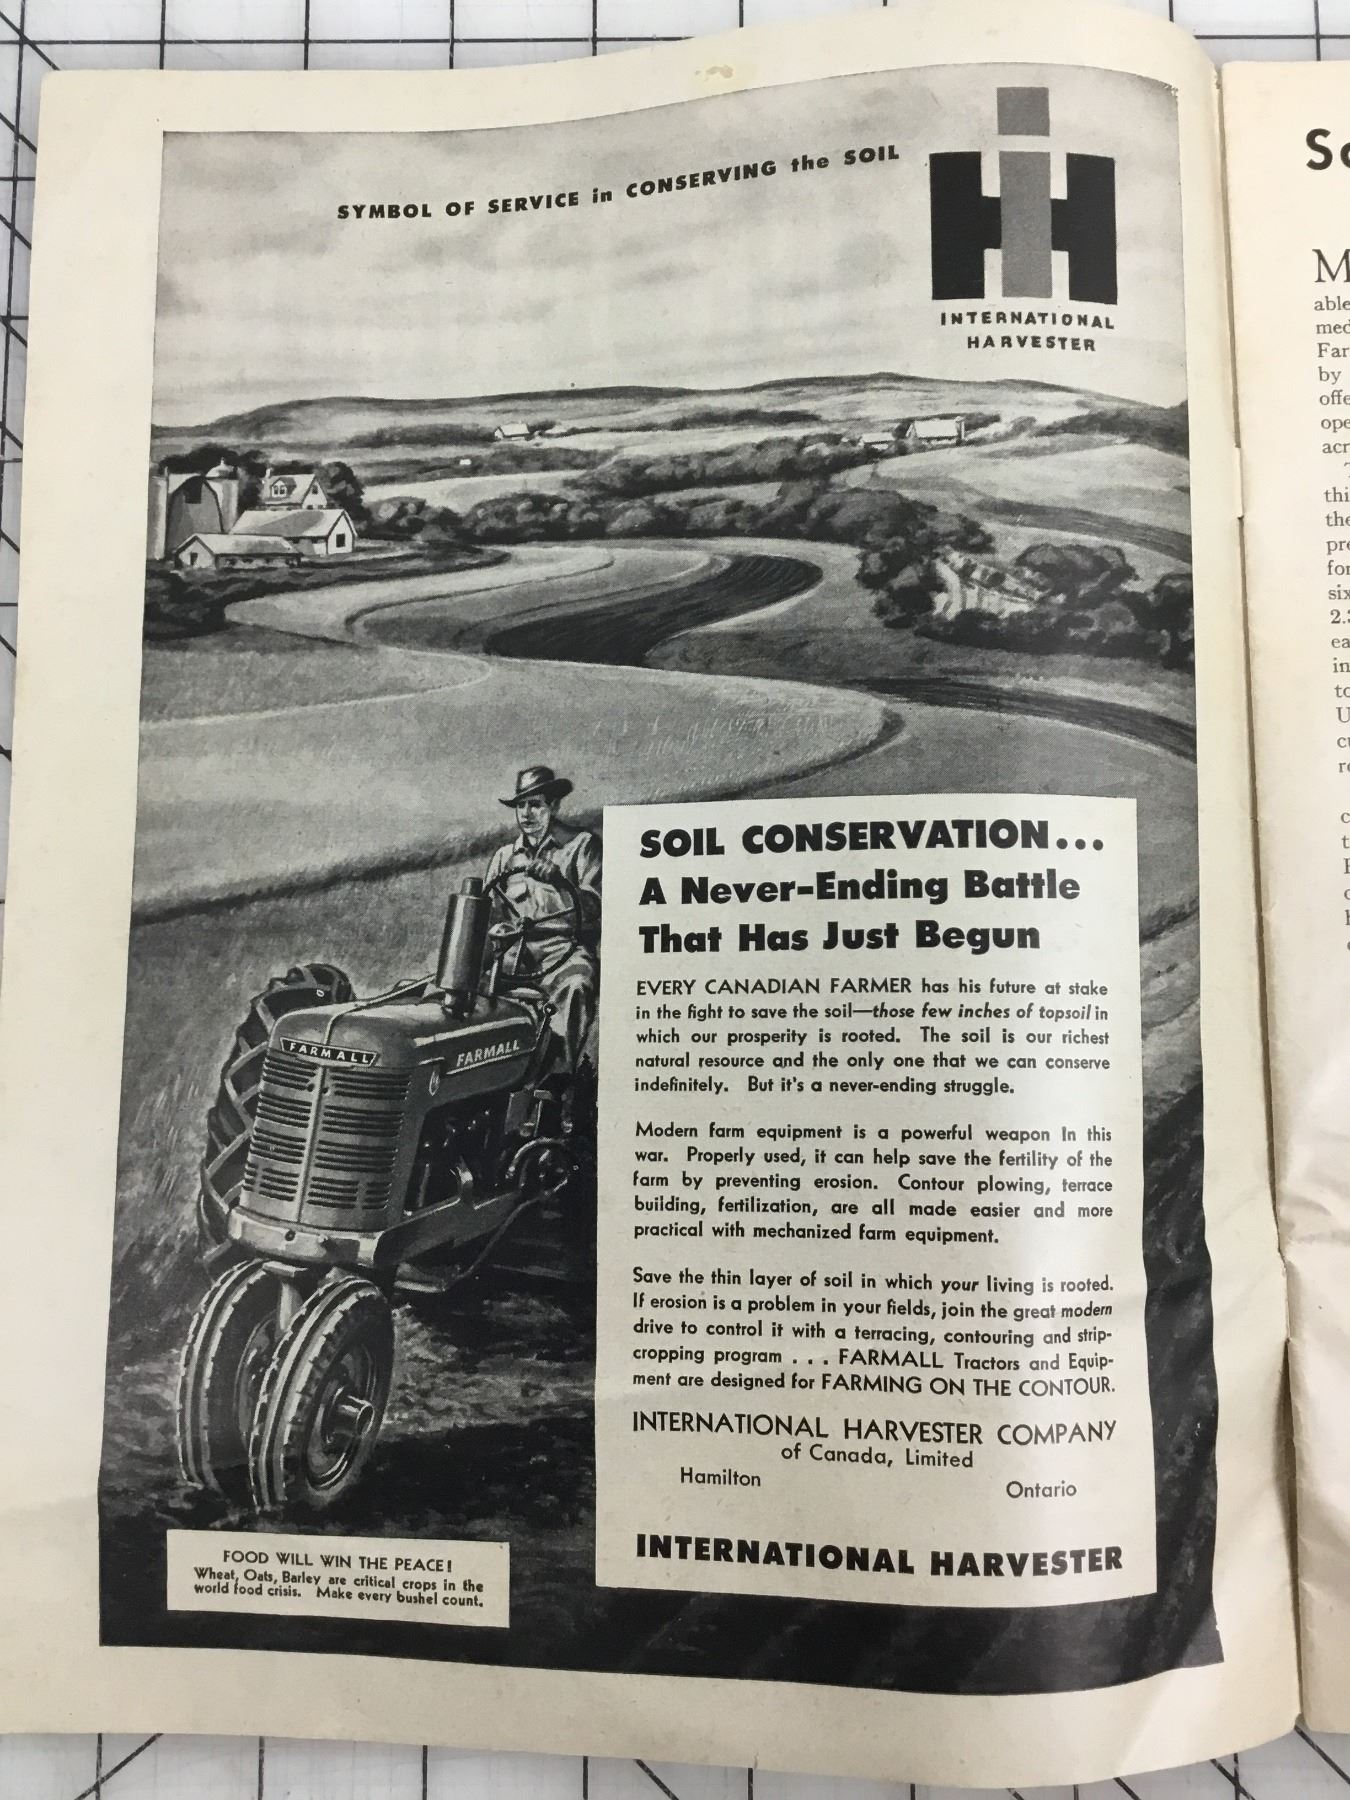 SYMBOL OF SERVICE in CONSERVING the SOIL
IH
INTERNATIONAL
HARVESTER
SOIL CONSERVATION...
A Never-Ending Battle
That Has Just Begun
EVERY CANADIAN FARMER has his future at stake
in the fight to save the soil—those few inches of topsoil in
which our prosperity is rooted. The soil is our richest
natural resource and the only one that we can conserve
indefinitely. But it's a never-ending struggle.
Modern farm equipment is a powerful weapon In this
war. Properly used, it can help save the fertility of the
farm by preventing erosion. Contour plowing, terrace
building, fertilization, are all made easier and more
practical with mechanized farm equipment.
Save the thin layer of soil in which your living is rooted.
If erosion is a problem in your fields, join the great modern
drive to control it with a terracing, contouring and strip-
cropping program . . . FARMALL Tractors and Equip-
ment are designed for FARMING ON THE CONTOUR.
INTERNATIONAL HARVESTER COMPANY
of Canada, Limited
Hamilton Ontario
INTERNATIONAL HARVESTER
FARMALL
FARMALL
FOOD WILL WIN THE PEACE!
Wheat, Oats, Barley are critical crops in the
world food crisis. Make every bushel count.